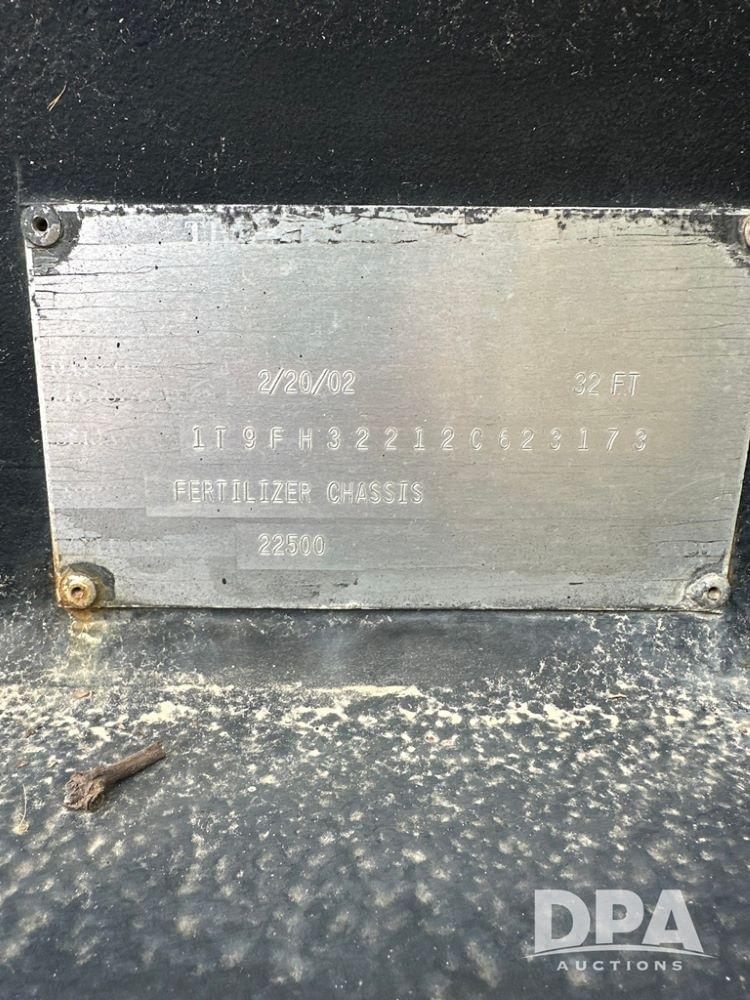 2/20/02 32 FT
1T9FH32212C623173
FERTILIZER CHASSIS
22500
DPA
AUCTIONS